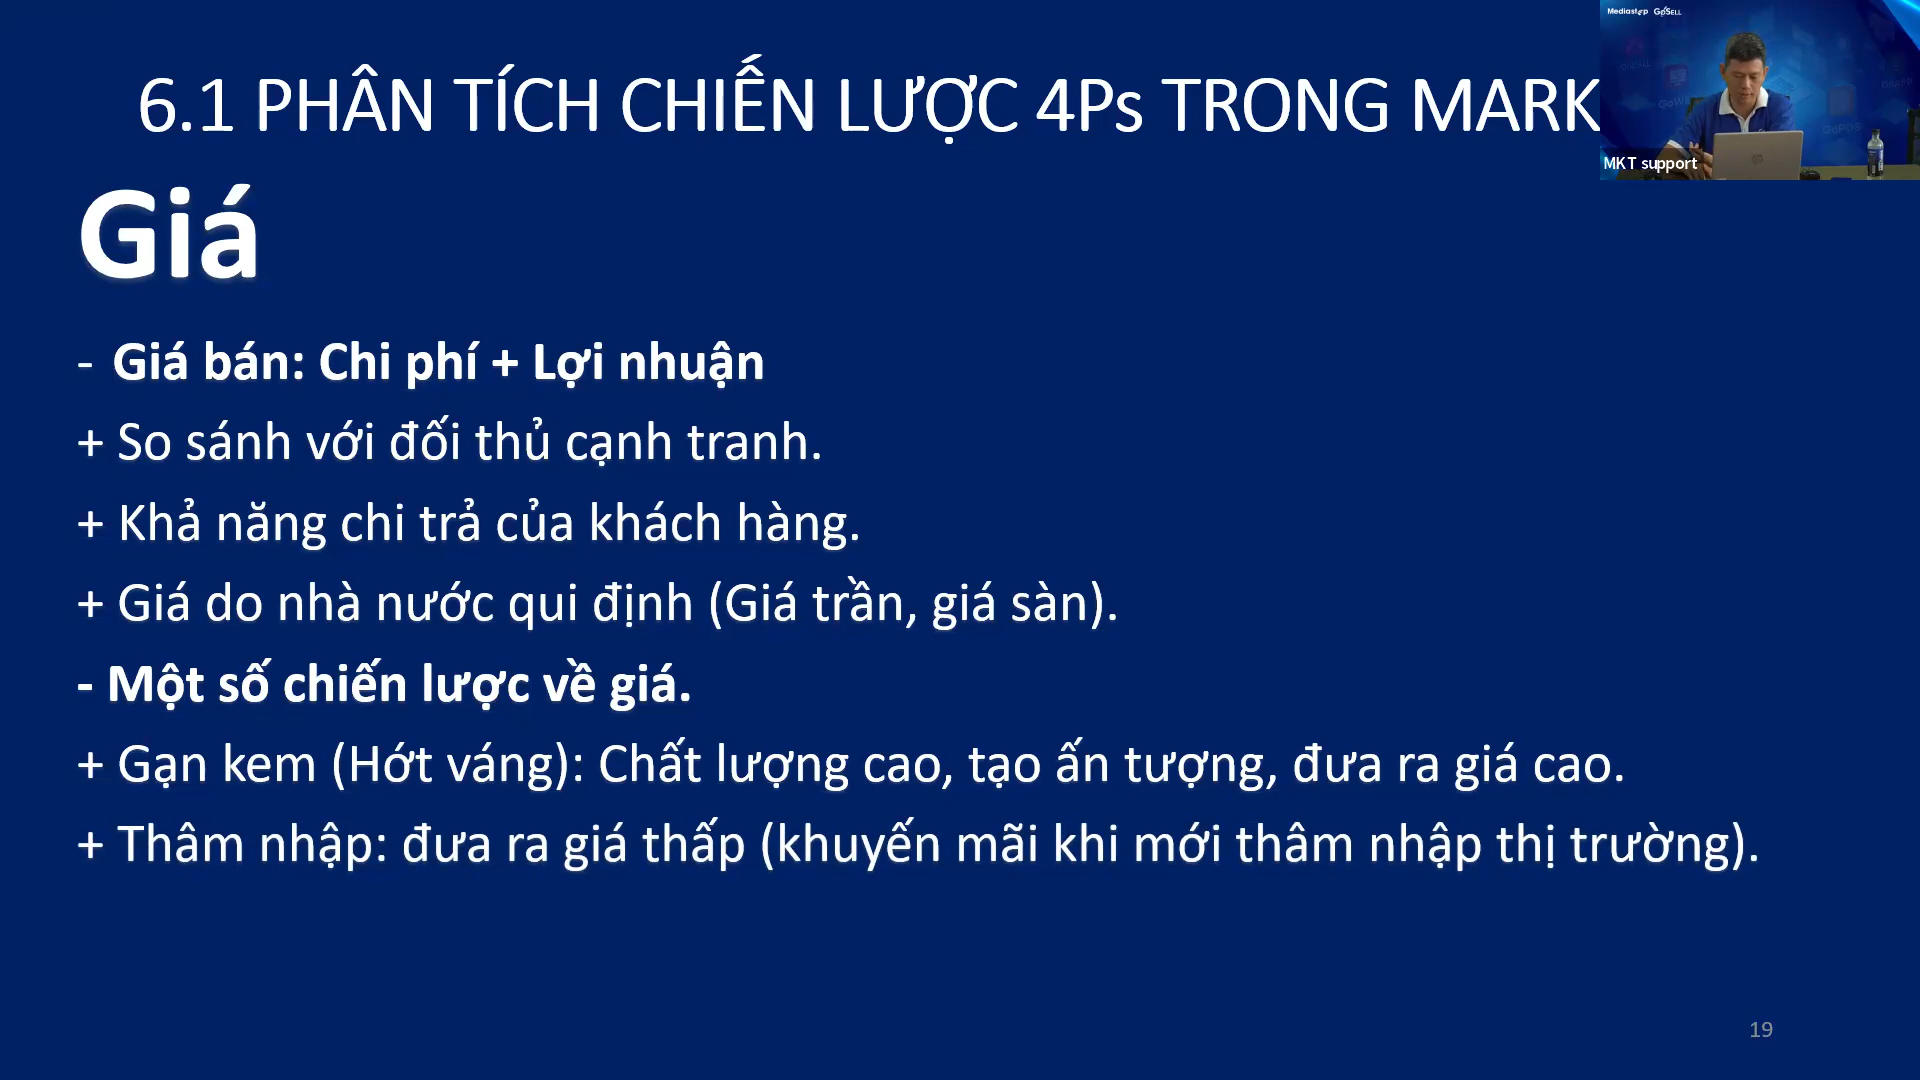 6.1 PHÂN TÍCH CHIẾN LƯỢC 4Ps TRONG MARK
Mediastep GoSELL
MKT support
Giá
- Giá bán: Chi phí + Lợi nhuận
+ So sánh với đối thủ cạnh tranh.
+ Khả năng chi trả của khách hàng.
+ Giá do nhà nước qui định (Giá trần, giá sàn).
- Một số chiến lược về giá.
+ Gạn kem (Hớt váng): Chất lượng cao, tạo ấn tượng, đưa ra giá cao.
+ Thâm nhập: đưa ra giá thấp (khuyến mãi khi mới thâm nhập thị trường).
19